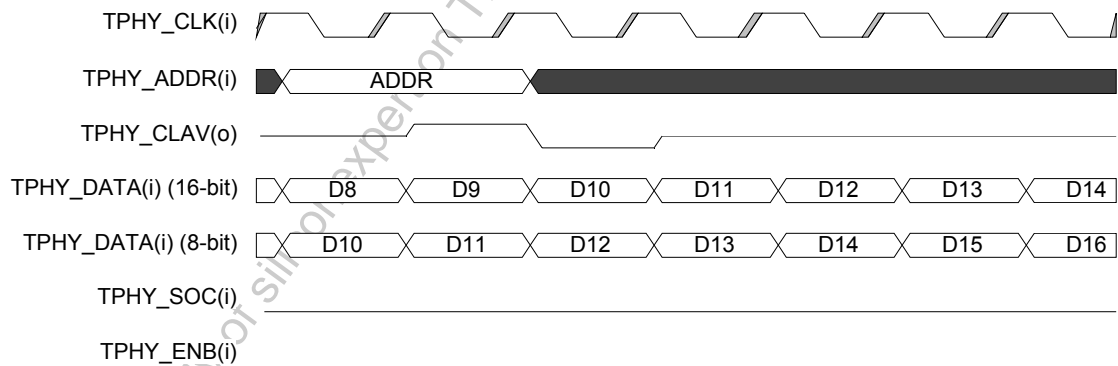 TPHY_CLK(i)
TPHY_ADDR(i) ADDR
TPHY_CLAV(o)
TPHY_DATA(i) (16-bit) D8 D9 D10 D11 D12 D13 D14
TPHY_DATA(i) (8-bit) D10 D11 D12 D13 D14 D15 D16
TPHY_SOC(i)
TPHY_ENB(i)